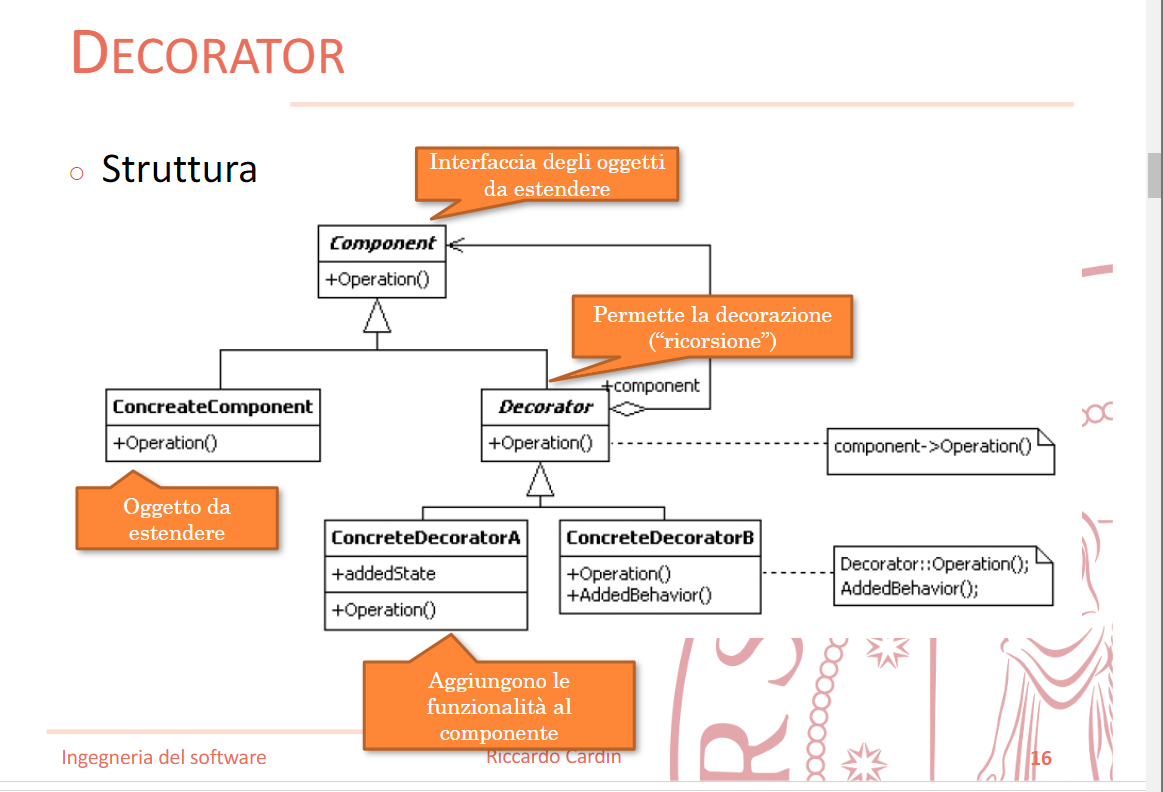 DECORATOR
Struttura
Interfaccia degli oggetti
da estendere
Component
+Operation()
Permette la decorazione
(“ricorsione”)
+component
ConcreateComponent
+Operation()
Decorator
+Operation()
component->Operation()
Oggetto da
estendere
ConcreteDecoratorA
+addedState
+Operation()
ConcreteDecoratorB
+Operation()
+AddedBehavior()
Decorator::Operation();
AddedBehavior();
Aggiungono le
funzionalità al
componente
Ingegneria del software
Riccardo Cardin
16